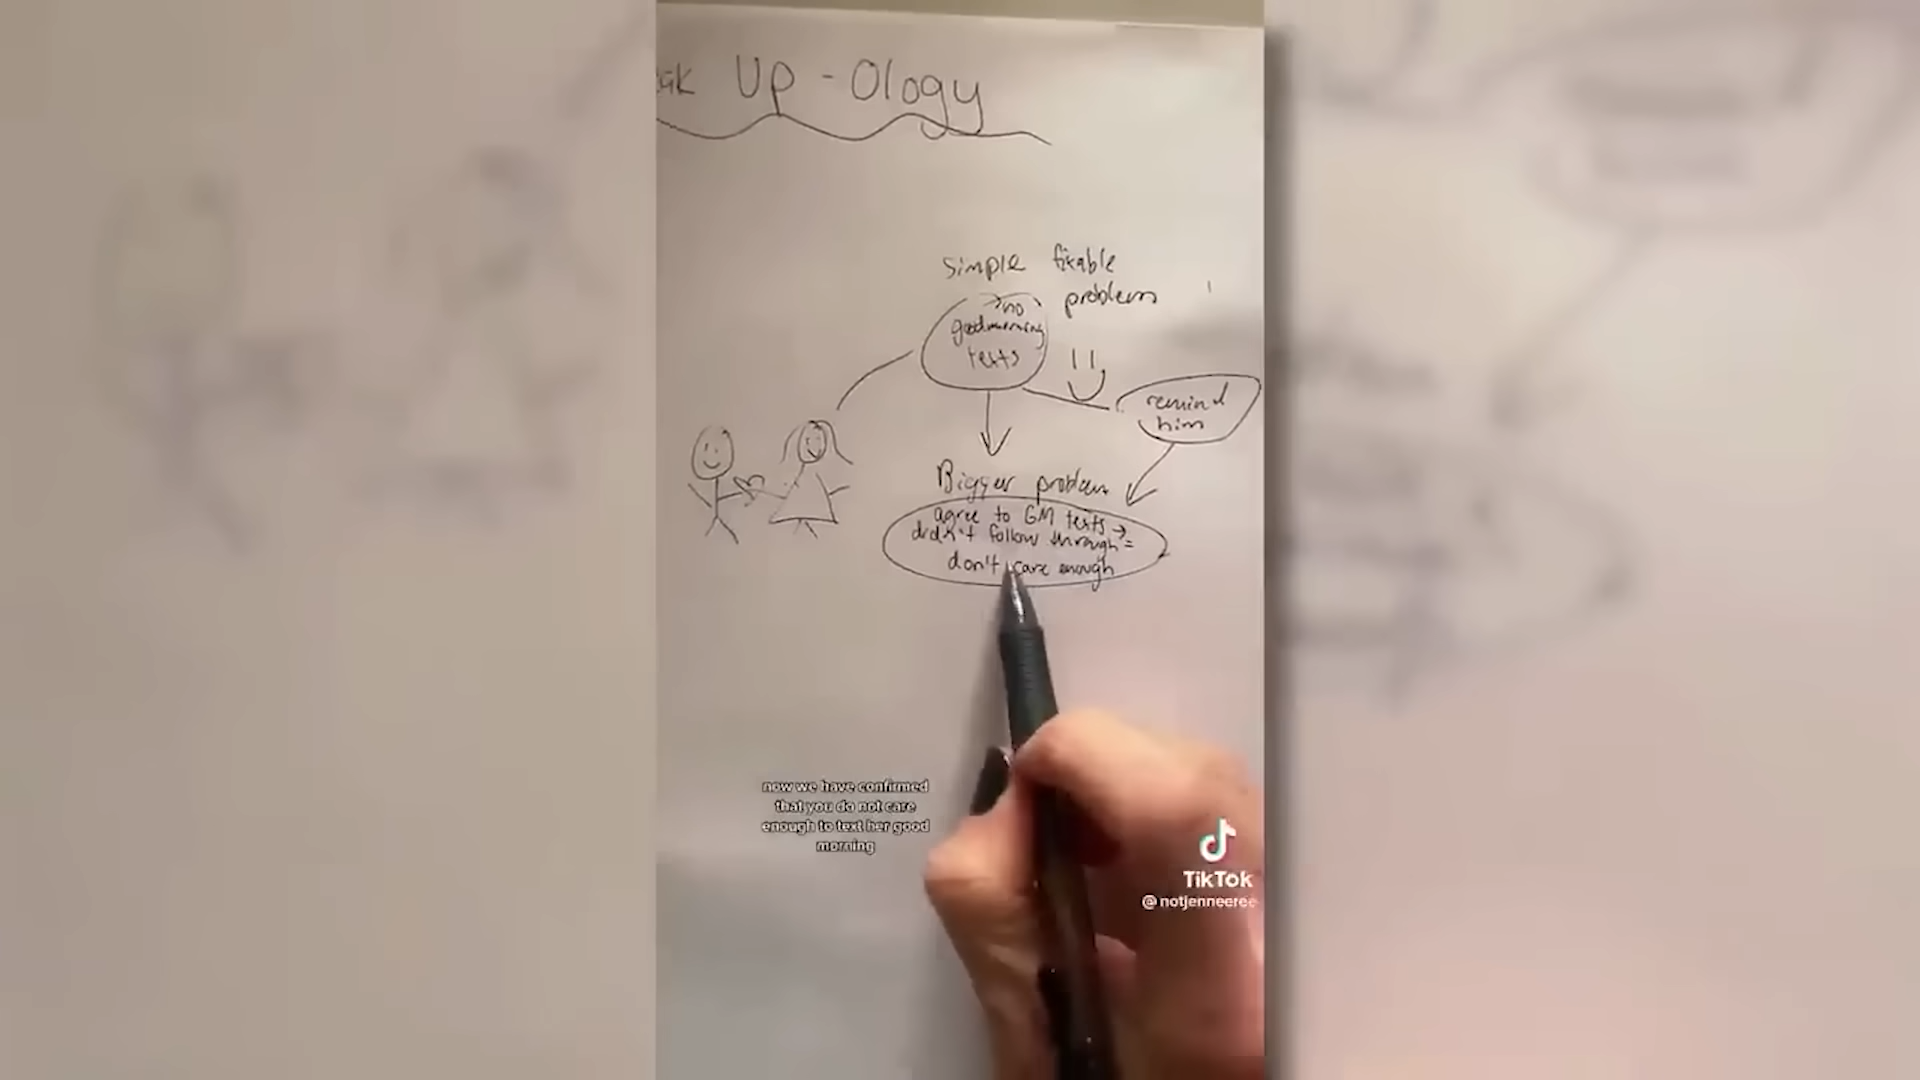 ak Up - Ology
simple fixable
problem
no
goodmorning
texts
remind
him
Bigger problem
agree to GM texts →
didn't follow through =
don't care enough
now we have confirmed
that you do not care
enough to text her good
morning
TikTok
@notjenneeree